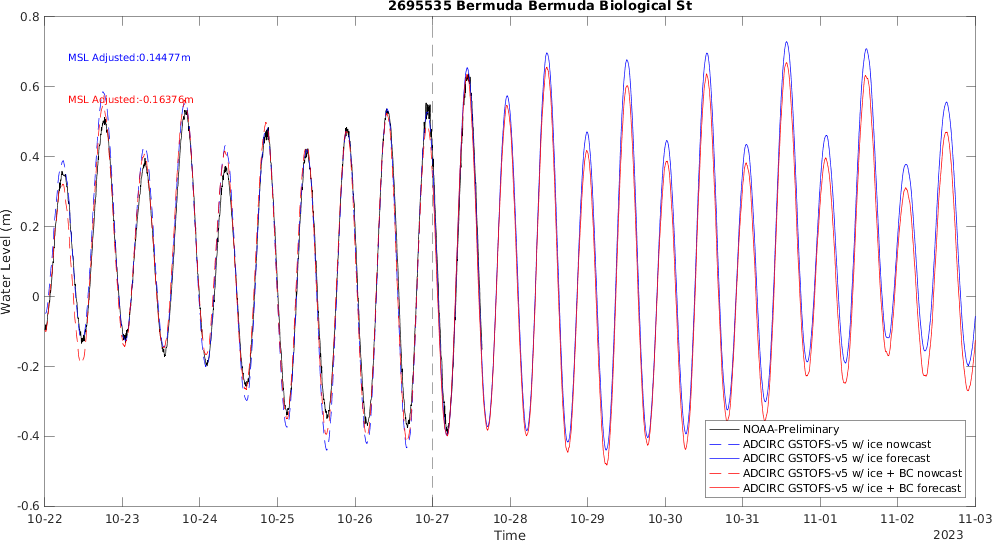 2695535 Bermuda Bermuda Biological St
0.8
0.6
0.4
0.2
0
-0.2
-0.4
-0.6
Water Level (m)
MSL Adjusted:0.14477m
MSL Adjusted:-0.16376m
NOAA-Preliminary
ADCIRC GSTOFS-v5 w/ ice nowcast
ADCIRC GSTOFS-v5 w/ ice forecast
ADCIRC GSTOFS-v5 w/ ice + BC nowcast
ADCIRC GSTOFS-v5 w/ ice + BC forecast
10-22 10-23 10-24 10-25 10-26 10-27 10-28 10-29 10-30 10-31 11-01 11-02 11-03
Time
2023